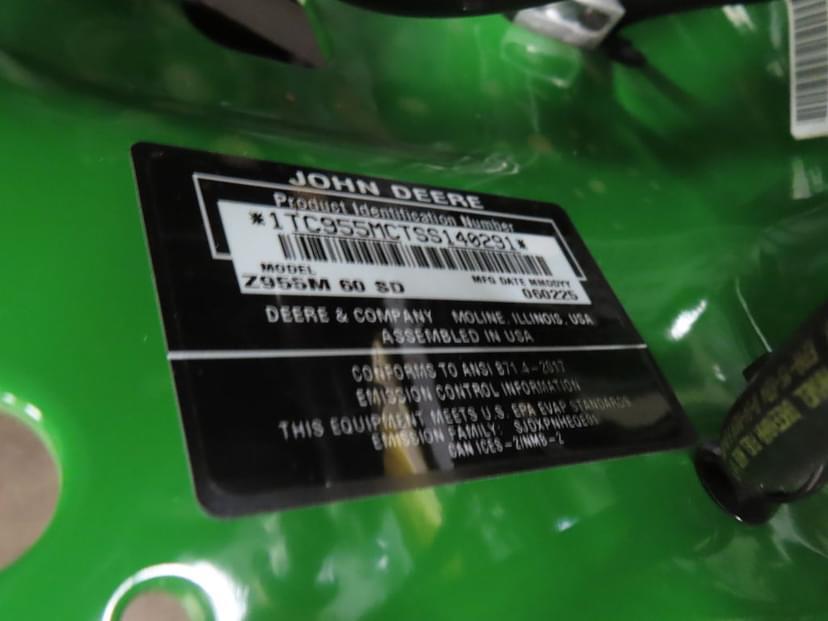 JOHN DEERE
Product Identification Number
*1TC955MCTSS140291*
MODEL
Z955M 60 SD
MFG DATE MMDDYY
060225
DEERE & COMPANY MOLINE, ILLINOIS, USA
ASSEMBLED IN USA
CONFORMS TO ANSI B71.4-2017
EMISSION CONTROL INFORMATION
THIS EQUIPMENT MEETS U.S. EPA EVAP STANDARDS
EMISSION FAMILY:
CAN ICES-2/NMB-2